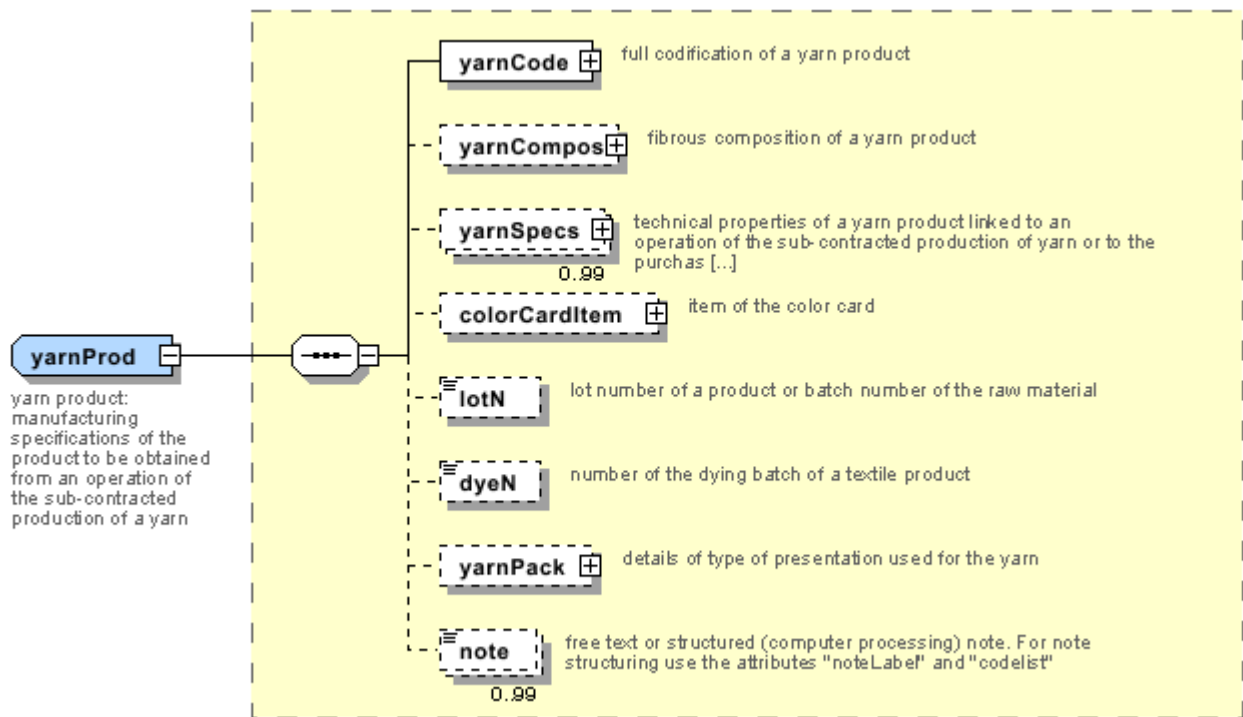 yarnCode
full codification of a yarn product
yarnCompos
fibrous composition of a yarn product
yarnSpecs
technical properties of a yarn product linked to an
operation of the sub-contracted production of yarn or to the
purchas [...]
0..99
colorCardItem
item of the color card
yarnProd
yarn product:
manufacturing
specifications of the
product to be obtained
from an operation of
the sub-contracted
production of a yarn
lotN
lot number of a product or batch number of the raw material
dyeN
number of the dying batch of a textile product
yarnPack
details of type of presentation used for the yarn
note
free text or structured (computer processing) note. For note
structuring use the attributes "noteLabel" and "codelist"
0..99